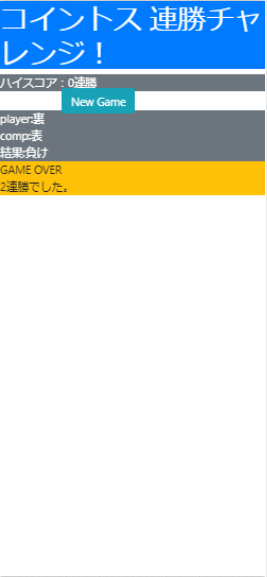 コイントス 連勝チャ
レンジ！
ハイスコア：0連勝
New Game
player:裏
comp:表
結果:負け
GAME OVER
2連勝でした。